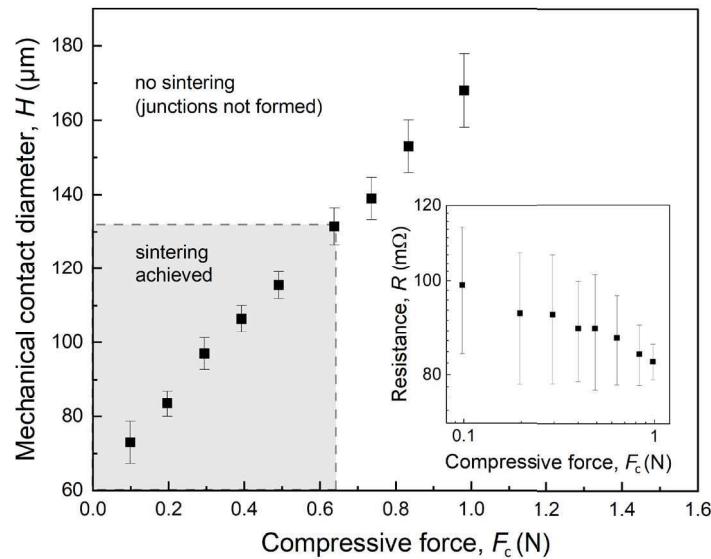 Mechanical contact diameter, H (µm)
180
160
140
120
100
80
60
no sintering
(junctions not formed)
sintering
achieved
0.0 0.2 0.4 0.6 0.8 1.0 1.2 1.4 1.6
Compressive force, Fc (N)
Resistance, R (mΩ)
120
100
80
0.1 1
Compressive force, Fc (N)